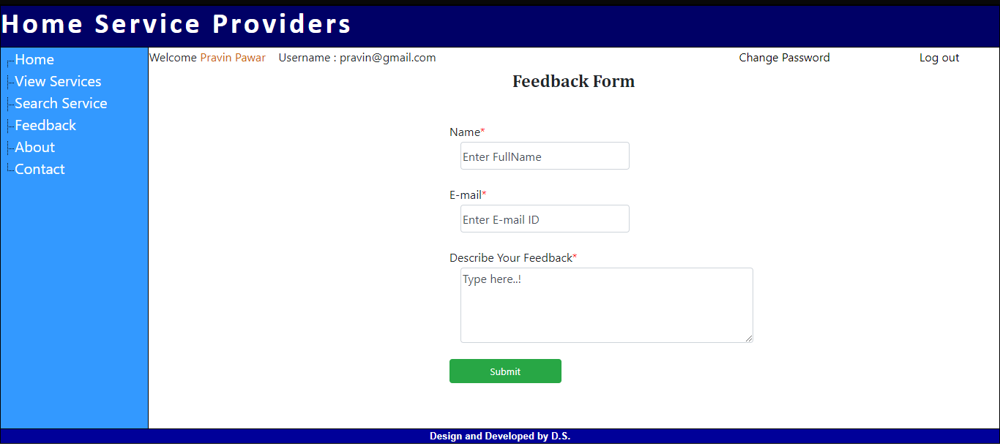 Home Service Providers
Welcome Pravin Pawar Username : pravin@gmail.com Change Password Log out
Home
View Services
Search Service
Feedback
About
Contact
Feedback Form
Name*
Enter FullName
E-mail*
Enter E-mail ID
Describe Your Feedback*
Type here..!
Submit
Design and Developed by D.S.